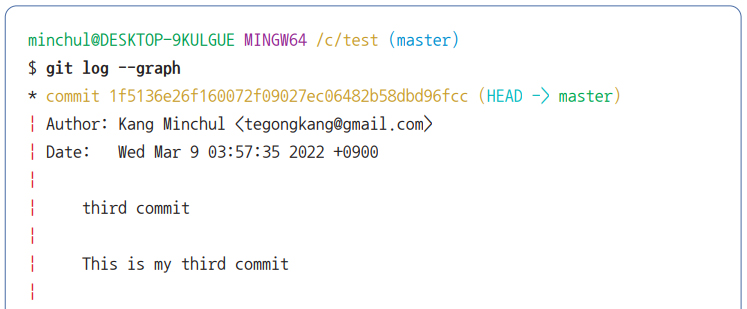 minchul@DESKTOP-9KULGUE MINGW64 /c/test (master)
$ git log --graph
* commit 1f5136e26f160072f09027ec06482b58dbd96fcc (HEAD -> master)
| Author: Kang Minchul <tegongkang@gmail.com>
| Date:   Wed Mar 9 03:57:35 2022 +0900
|
|     third commit
|
|     This is my third commit
|